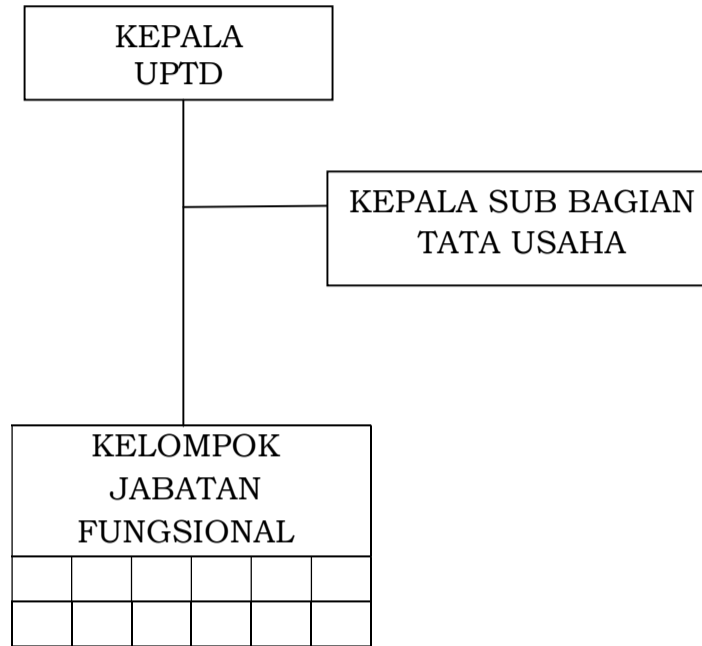 KEPALA
UPTD
KEPALA SUB BAGIAN
TATA USAHA
KELOMPOK
JABATAN
FUNGSIONAL